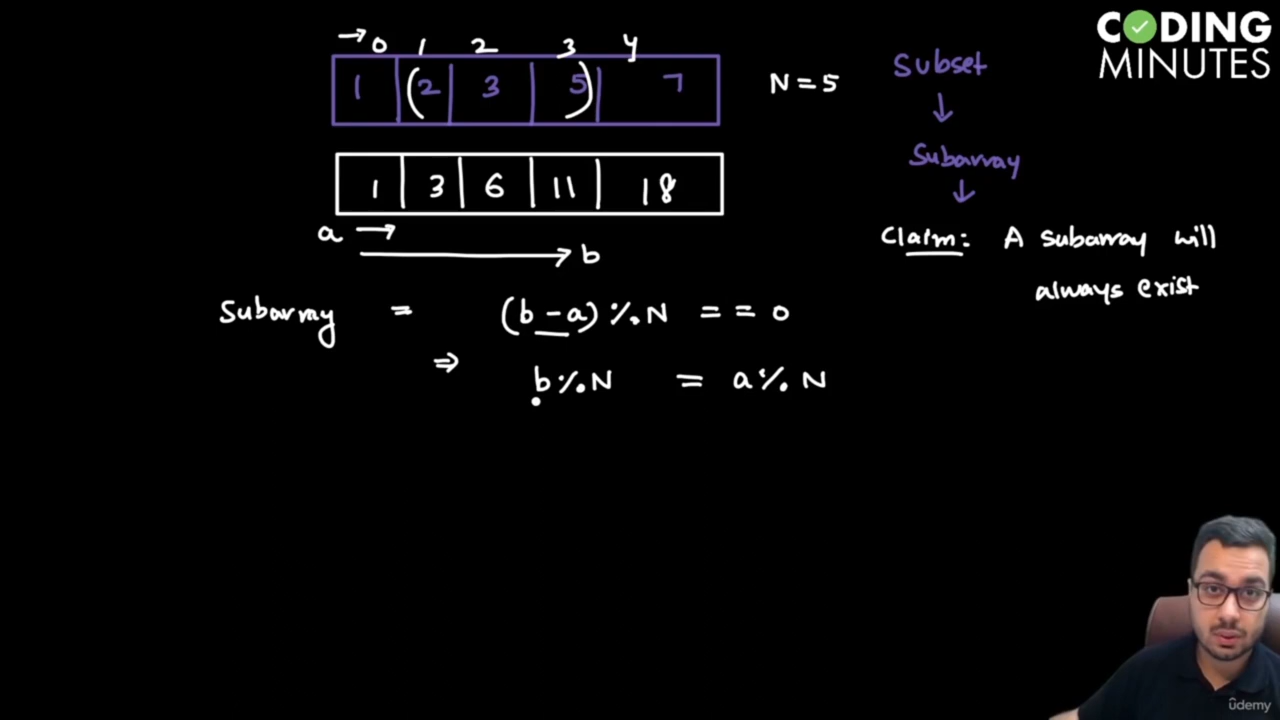 CODING
MINUTES
→ 0 1 2 3 4
1 (2 3 5) 7
N = 5
Subset
↓
Subarray
↓
1 3 6 11 18
a →
→ b
Claim: A subarray will
always exist
Subarray = (b - a) % N = = 0
⇒ b % N = a % N
ûdemy